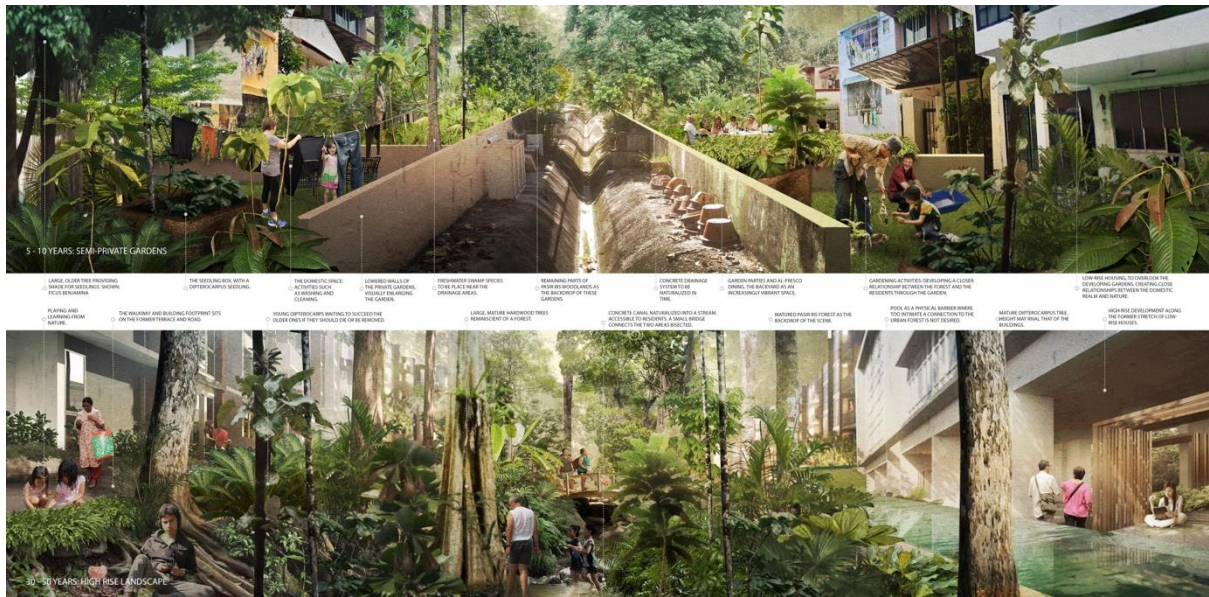 5 - 10 YEARS: SEMI-PRIVATE GARDENS
LARGE, OLDER TREE PROVIDING
SHADE FOR SEEDLINGS. SHOWN:
FICUS BENJAMINA
THE SEEDLING BOX, WITH A
DIPTEROCARPUS SEEDLING.
THE DOMESTIC SPACE:
ACTIVITIES SUCH
AS WASHING AND
CLEANING.
LOWERED WALLS OF
THE PRIVATE GARDENS,
VISUALLY ENLARGING
THE GARDEN.
FRESHWATER SWAMP SPECIES
TO BE PLACE NEAR THE
DRAINAGE AREAS.
REMAINING PARTS OF
PASIR RIS WOODLANDS AS
THE BACKDROP OF THESE
GARDENS.
CONCRETE DRAINAGE
SYSTEM TO BE
NATURALIZED IN
TIME.
GARDEN PARTIES AND AL-FRESCO
DINING. THE BACKYARD AS AN
INCREASINGLY VIBRANT SPACE.
GARDENING ACTIVITIES: DEVELOPING A CLOSER
RELATIONSHIP BETWEEN THE FOREST AND THE
RESIDENTS THROUGH THE GARDEN.
LOW-RISE HOUSING, TO OVERLOOK THE
DEVELOPING GARDENS. CREATING CLOSE
RELATIONSHIPS BETWEEN THE DOMESTIC
REALM AND NATURE.
PLAYING AND
LEARNING FROM
NATURE.
THE WALKWAY AND BUILDING FOOTPRINT SITS
ON THE FORMER TERRACE AND ROAD.
YOUNG DIPTEROCARPS WAITING TO SUCCEED THE
OLDER ONES IF THEY SHOULD DIE OR BE REMOVED.
LARGE, MATURE HARDWOOD TREES
REMINISCENT OF A FOREST.
CONCRETE CANAL NATURALIZED INTO A STREAM.
ACCESSIBLE TO RESIDENTS. A SMALL BRIDGE
CONNECTS THE TWO AREAS BISECTED.
MATURED PASIR RIS FOREST AS THE
BACKDROP OF THE SCENE.
POOL AS A PHYSICAL BARRIER WHERE
TOO INTIMATE A CONNECTION TO THE
URBAN FOREST IS NOT DESIRED.
MATURE DIPTEROCARPUS TREE.
HEIGHT MAY RIVAL THAT OF THE
BUILDINGS.
HIGH RISE DEVELOPMENT ALONG
THE FORMER STRETCH OF LOW-
RISE HOUSES.
30 - 50 YEARS: HIGH RISE LANDSCAPE